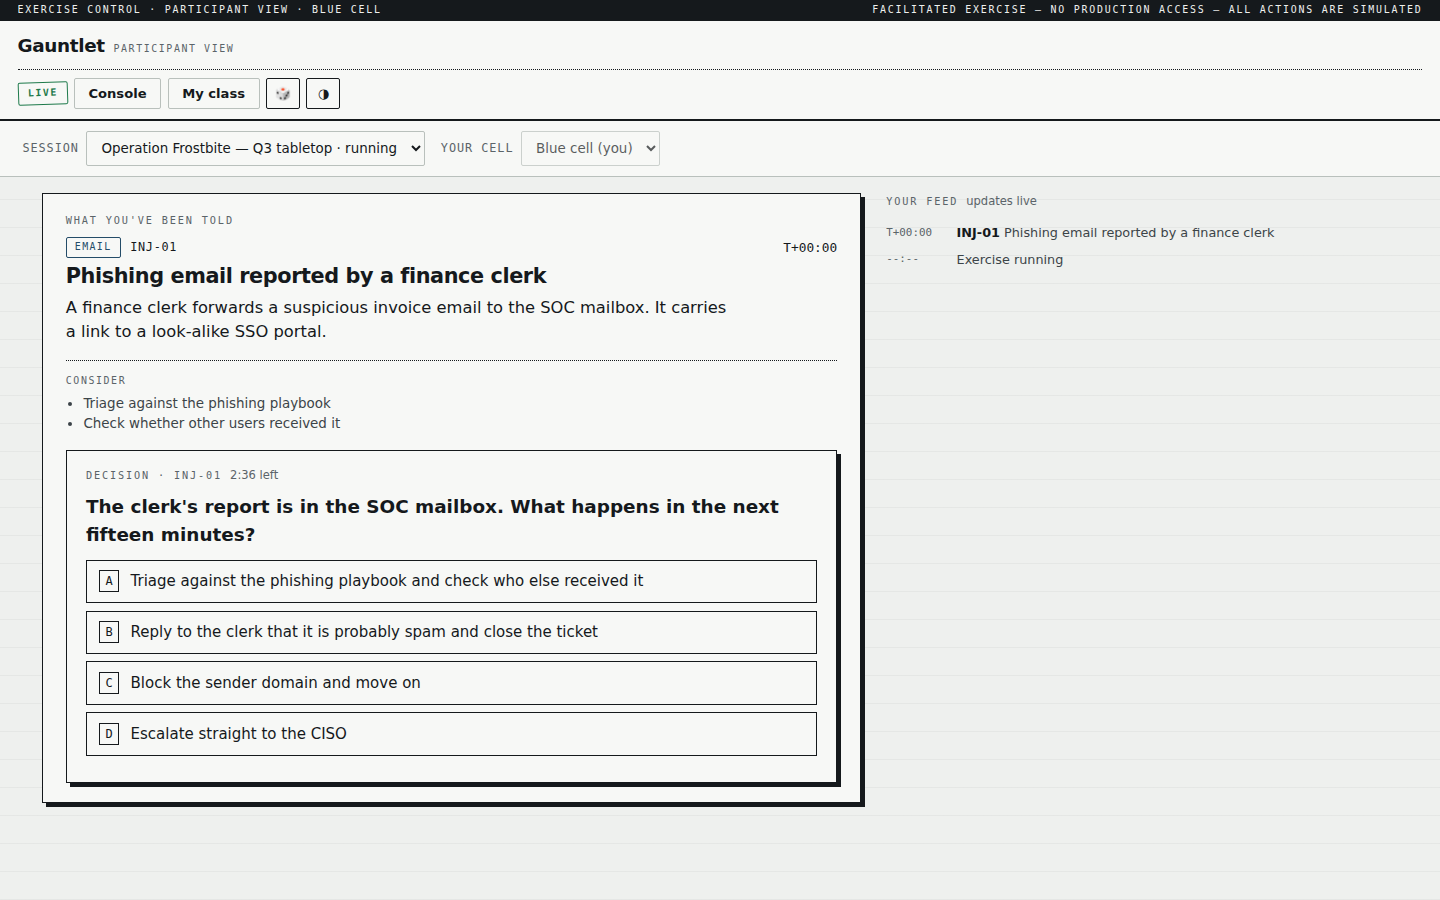 EXERCISE CONTROL · PARTICIPANT VIEW · BLUE CELL
FACILITATED EXERCISE — NO PRODUCTION ACCESS — ALL ACTIONS ARE SIMULATED
Gauntlet PARTICIPANT VIEW
LIVE Console My class
SESSION Operation Frostbite — Q3 tabletop · running YOUR CELL Blue cell (you)
WHAT YOU'VE BEEN TOLD
EMAIL INJ-01 T+00:00
Phishing email reported by a finance clerk
A finance clerk forwards a suspicious invoice email to the SOC mailbox. It carries
a link to a look-alike SSO portal.
CONSIDER
• Triage against the phishing playbook
• Check whether other users received it
DECISION · INJ-01 2:36 left
The clerk's report is in the SOC mailbox. What happens in the next
fifteen minutes?
A Triage against the phishing playbook and check who else received it
B Reply to the clerk that it is probably spam and close the ticket
C Block the sender domain and move on
D Escalate straight to the CISO
YOUR FEED updates live
T+00:00 INJ-01 Phishing email reported by a finance clerk
--:-- Exercise running